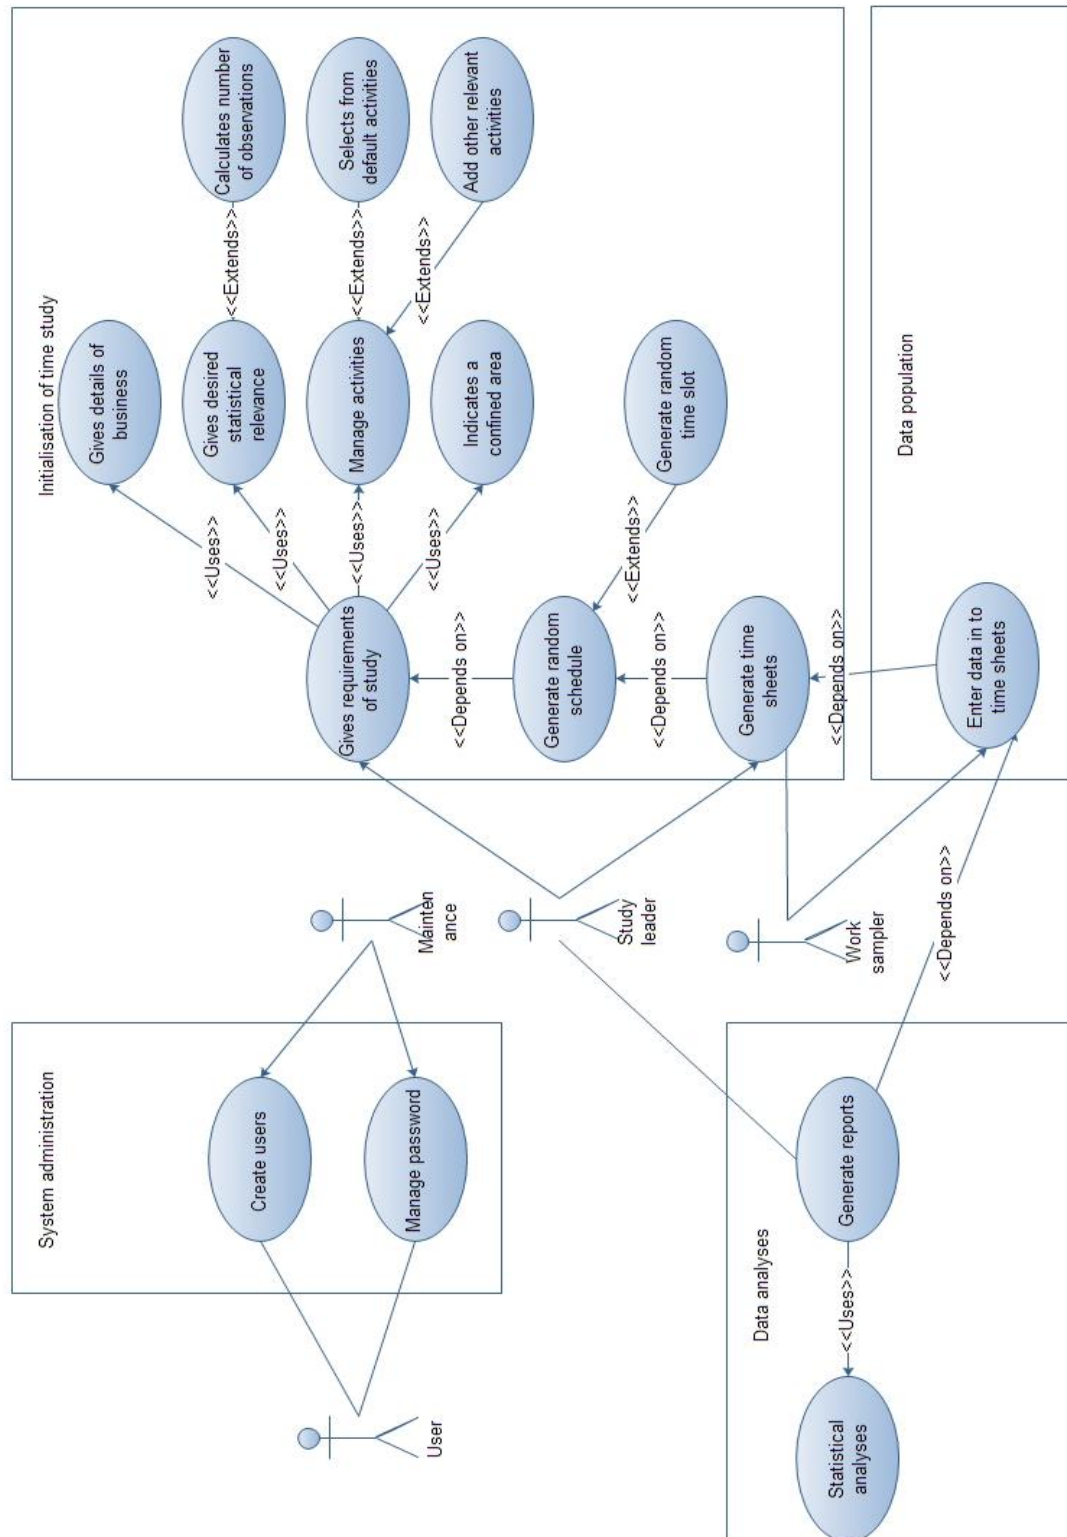 System administration
Create users
Manage password
User
Mainten
ance
Study
leader
Work
sampler
Initialisation of time study
Gives details of
business
<<Uses>>
Gives desired
statistical
relevance
<<Uses>>
<<Extends>>
Calculates number
of observations
Gives requirements
of study
<<Uses>>
Manage activities
<<Extends>>
Selects from
default activities
<<Uses>>
Indicates a
confined area
<<Extends>>
Add other relevant
activities
<<Depends on>>
Generate random
schedule
<<Extends>>
Generate random
time slot
<<Depends on>>
Generate time
sheets
<<Depends on>>
Data analyses
Statistical
analyses
<<Uses>>
Generate reports
<<Depends on>>
Data population
Enter data in to
time sheets